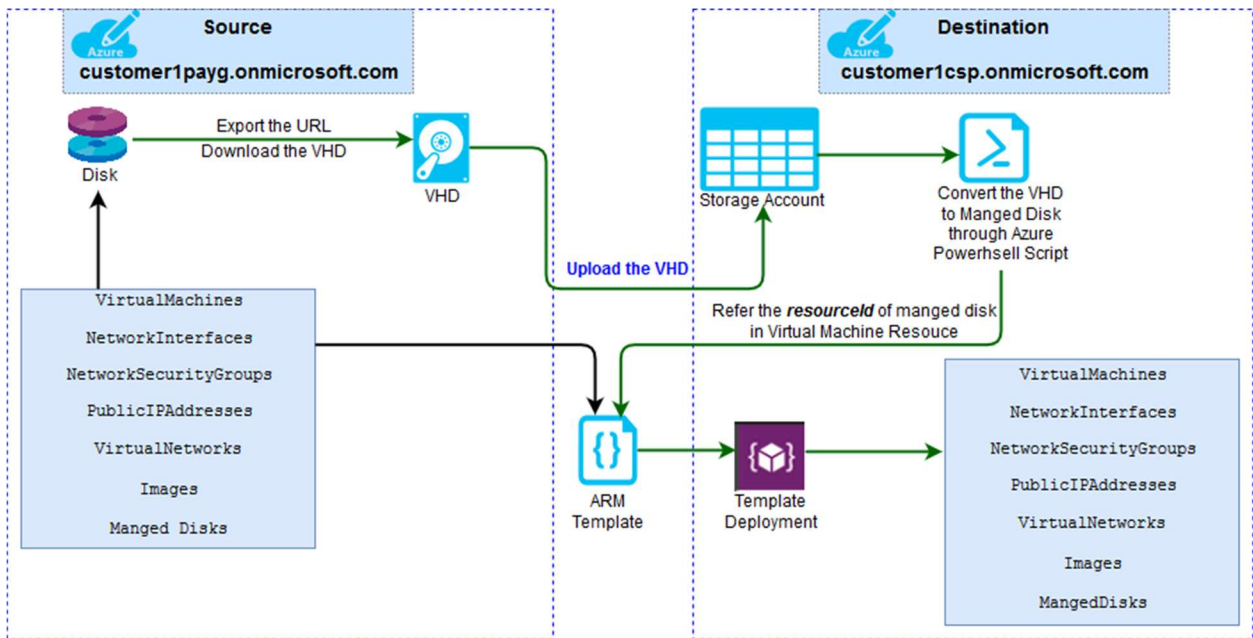 Azure
Source
customer1payg.onmicrosoft.com
Disk
Export the URL
Download the VHD
VHD
VirtualMachines
NetworkInterfaces
NetworkSecurityGroups
PublicIPAddresses
VirtualNetworks
Images
Manged Disks
Upload the VHD
Azure
Destination
customer1csp.onmicrosoft.com
Storage Account
Convert the VHD
to Manged Disk
through Azure
Powerhsell Script
Refer the resourceId of manged disk
in Virtual Machine Resouce
ARM
Template
Template
Deployment
VirtualMachines
NetworkInterfaces
NetworkSecurityGroups
PublicIPAddresses
VirtualNetworks
Images
MangedDisks